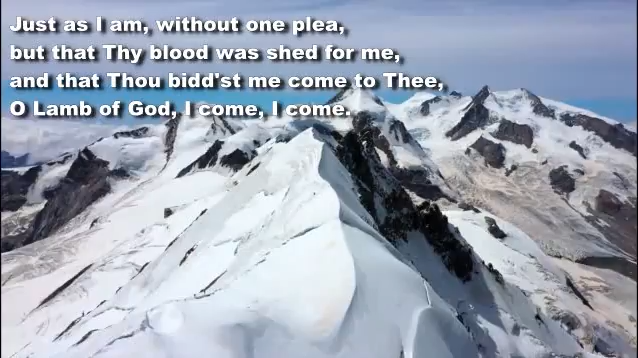 Just as I am, without one plea,
but that Thy blood was shed for me,
and that Thou bidd'st me come to Thee,
O Lamb of God, I come, I come.